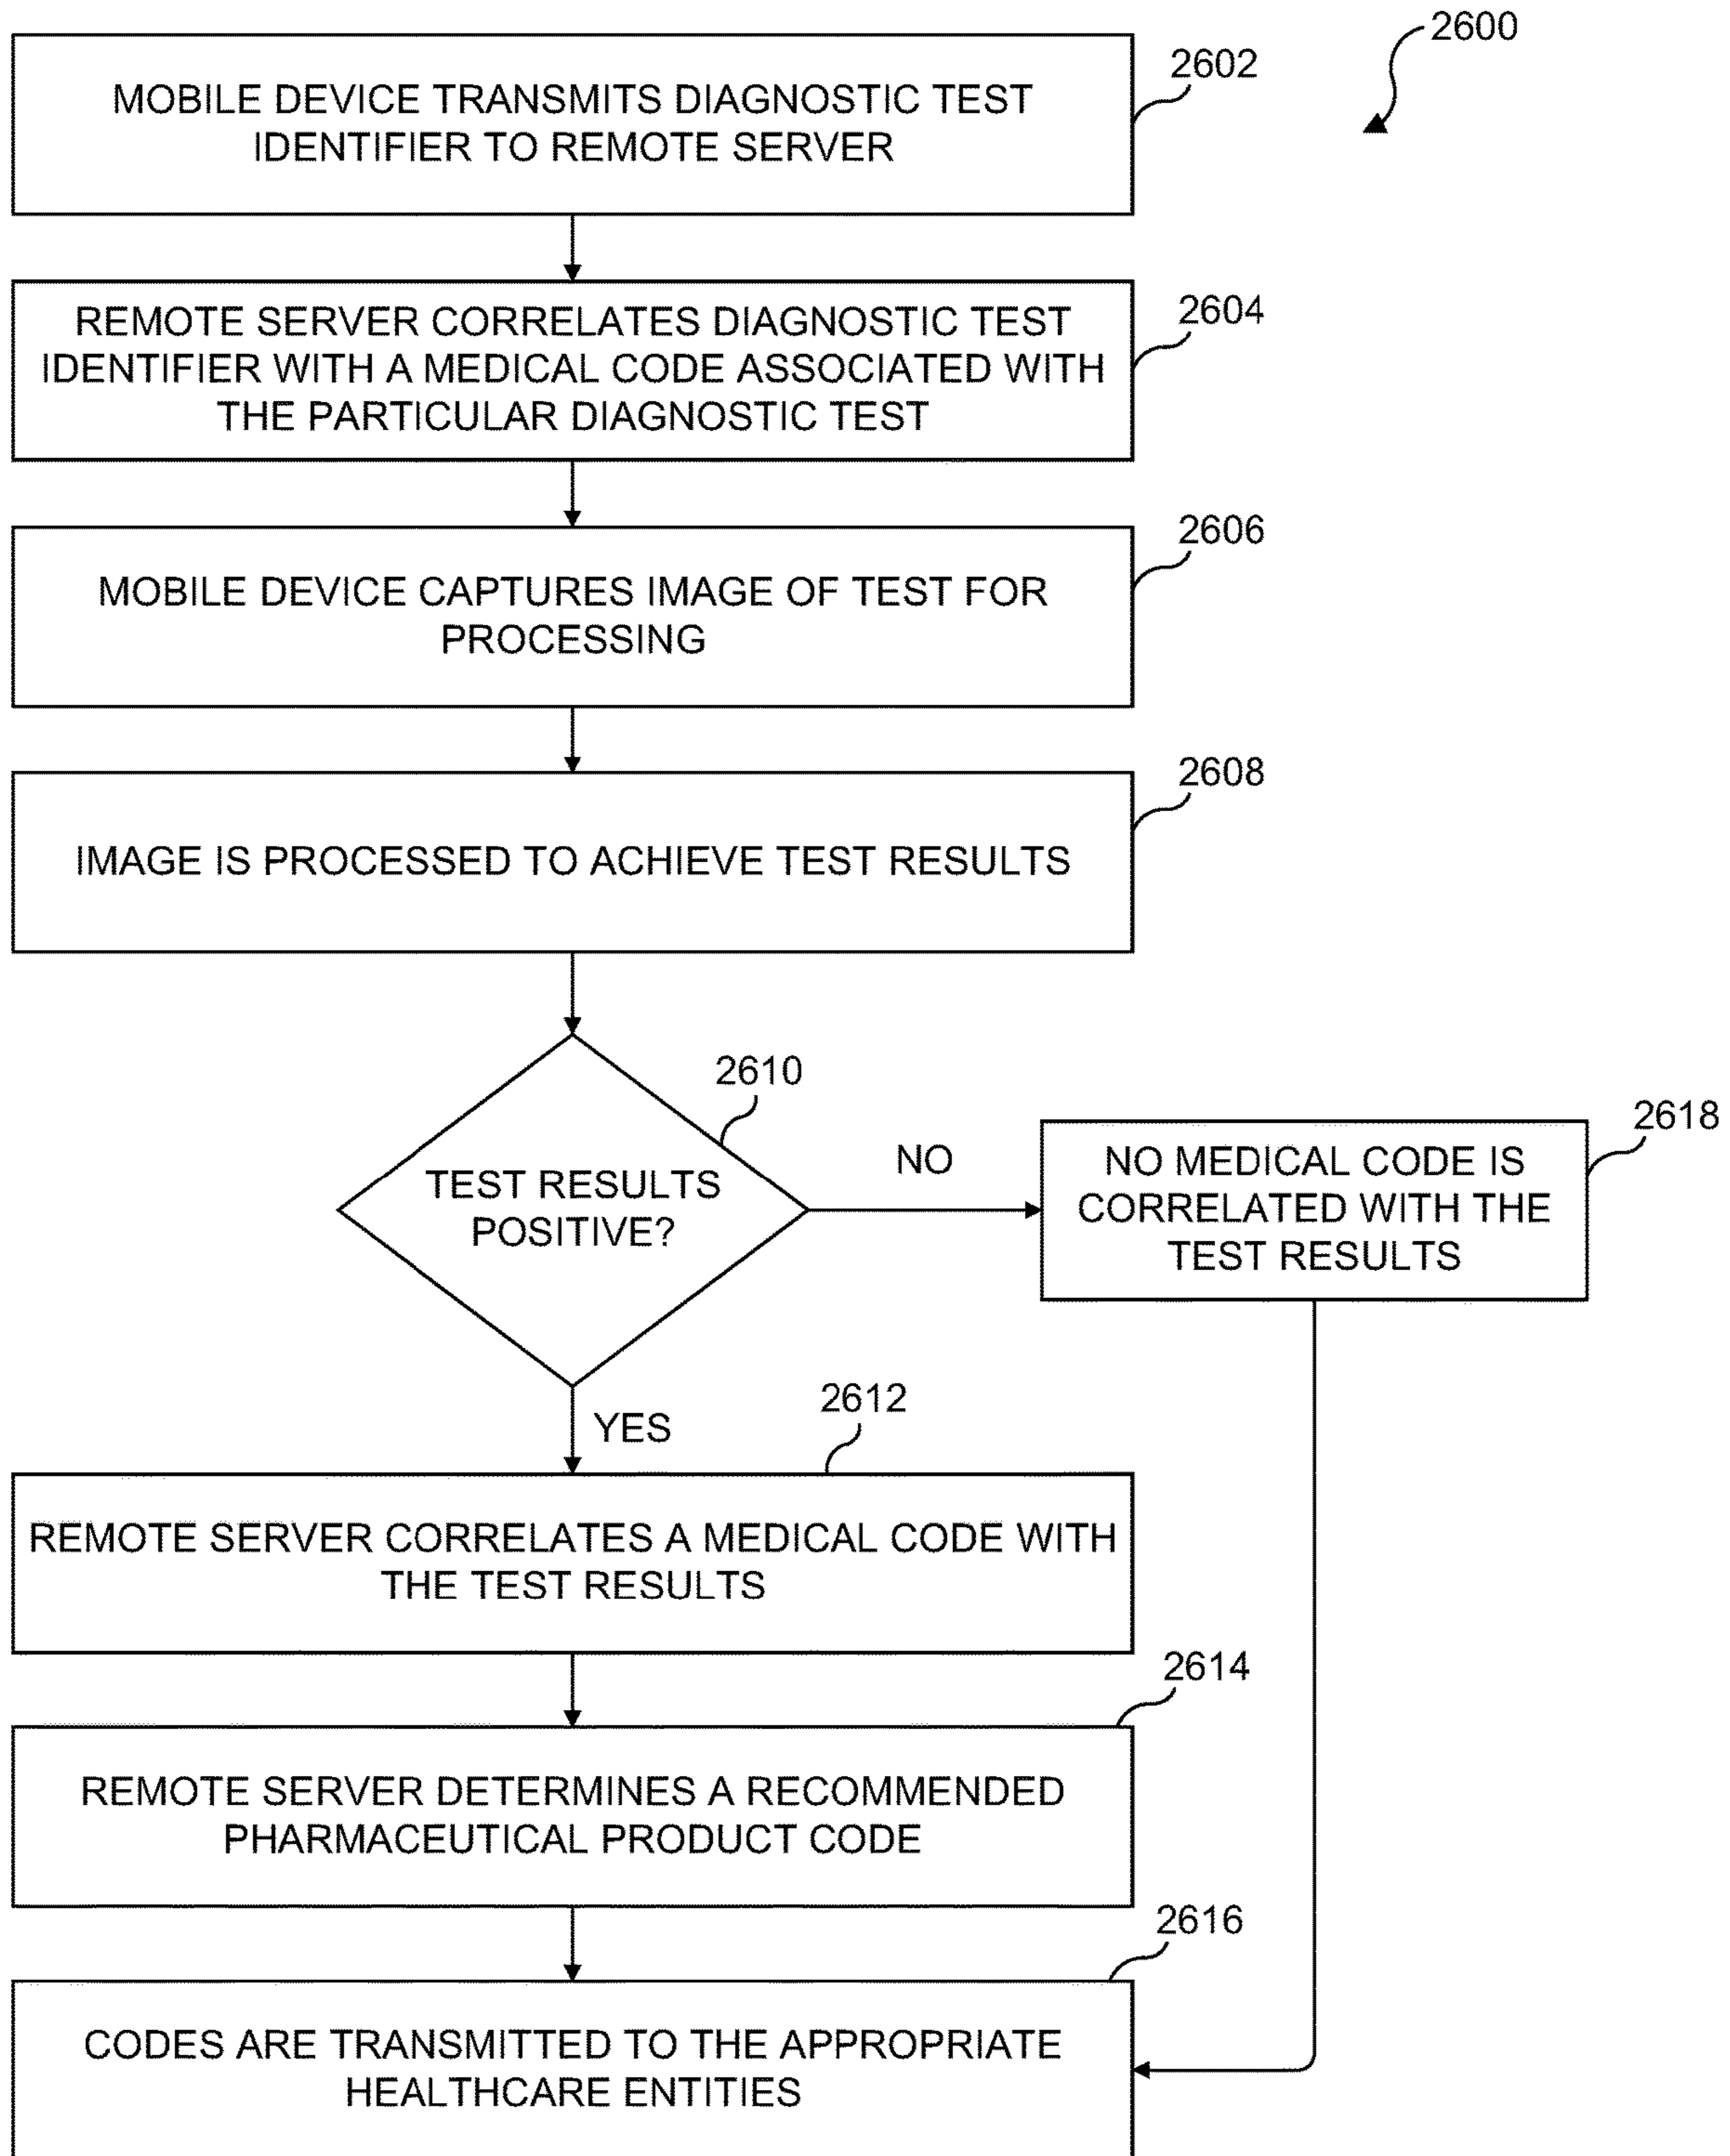 2600
2602
MOBILE DEVICE TRANSMITS DIAGNOSTIC TEST
IDENTIFIER TO REMOTE SERVER
2604
REMOTE SERVER CORRELATES DIAGNOSTIC TEST
IDENTIFIER WITH A MEDICAL CODE ASSOCIATED WITH
THE PARTICULAR DIAGNOSTIC TEST
2606
MOBILE DEVICE CAPTURES IMAGE OF TEST FOR
PROCESSING
2608
IMAGE IS PROCESSED TO ACHIEVE TEST RESULTS
2610
TEST RESULTS
POSITIVE?
NO
2618
NO MEDICAL CODE IS
CORRELATED WITH THE
TEST RESULTS
YES
2612
REMOTE SERVER CORRELATES A MEDICAL CODE WITH
THE TEST RESULTS
2614
REMOTE SERVER DETERMINES A RECOMMENDED
PHARMACEUTICAL PRODUCT CODE
2616
CODES ARE TRANSMITTED TO THE APPROPRIATE
HEALTHCARE ENTITIES